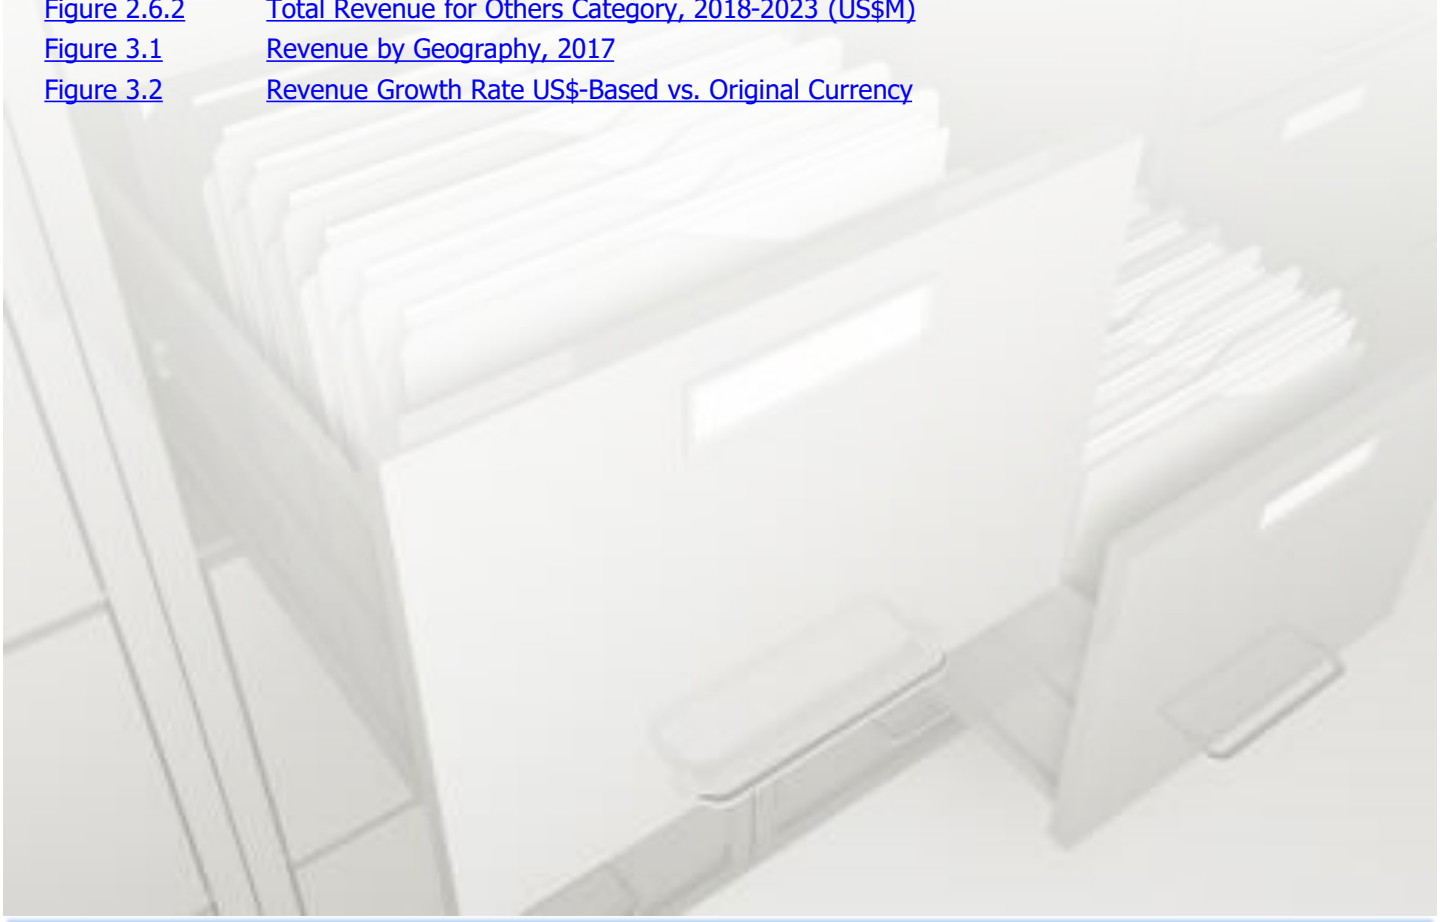 Figure 2.6.2 Total Revenue for Others Category, 2018-2023 (US$M)
Figure 3.1 Revenue by Geography, 2017
Figure 3.2 Revenue Growth Rate US$-Based vs. Original Currency